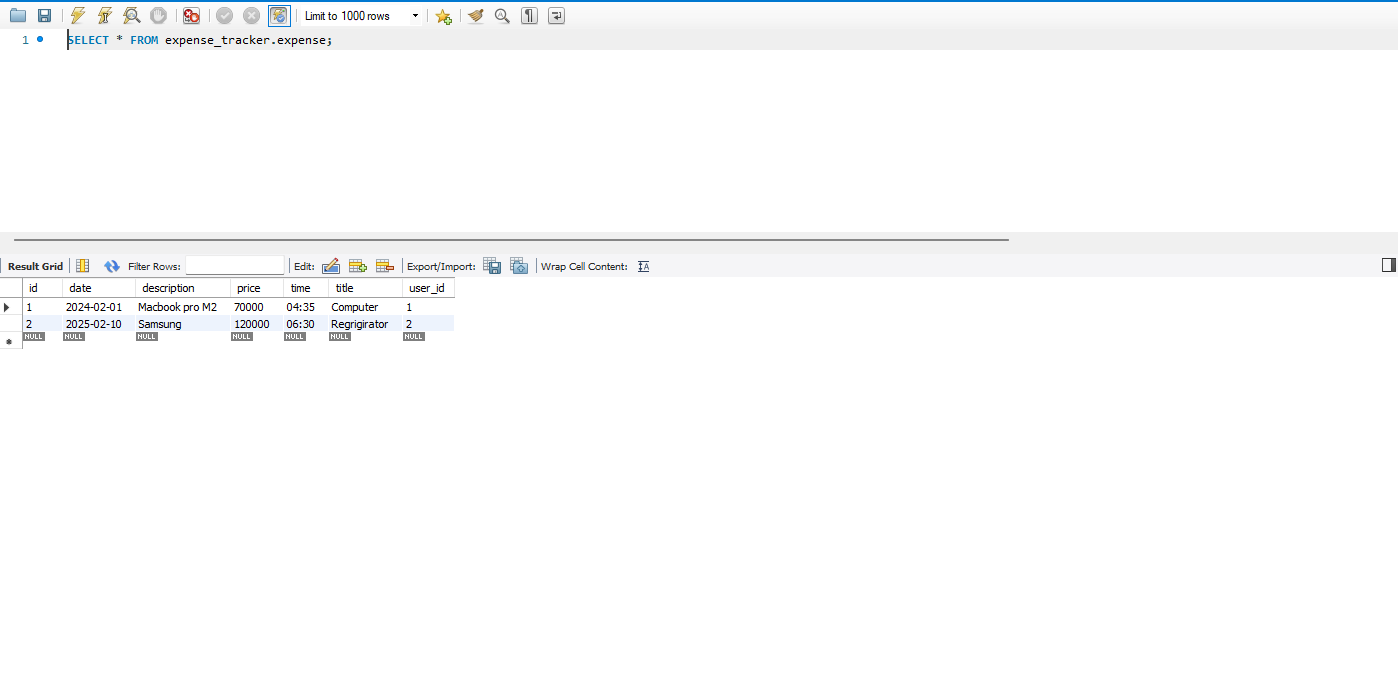 Limit to 1000 rows
1 SELECT * FROM expense_tracker.expense;
Result Grid Filter Rows: Edit: Export/Import: Wrap Cell Content:
id date description price time title user_id
1 2024-02-01 Macbook pro M2 70000 04:35 Computer 1
2 2025-02-10 Samsung 120000 06:30 Regrigirator 2
NULL NULL NULL NULL NULL NULL NULL